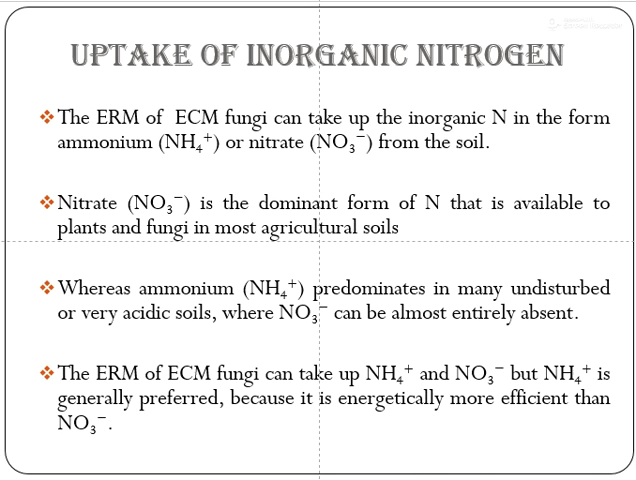 UPTAKE OF INORGANIC NITROGEN
❖The ERM of ECM fungi can take up the inorganic N in the form
ammonium (NH₄⁺) or nitrate (NO₃⁻) from the soil.
❖Nitrate (NO₃⁻) is the dominant form of N that is available to
plants and fungi in most agricultural soils
❖Whereas ammonium (NH₄⁺) predominates in many undisturbed
or very acidic soils, where NO₃⁻ can be almost entirely absent.
❖The ERM of ECM fungi can take up NH₄⁺ and NO₃⁻ but NH₄⁺ is
generally preferred, because it is energetically more efficient than
NO₃⁻.